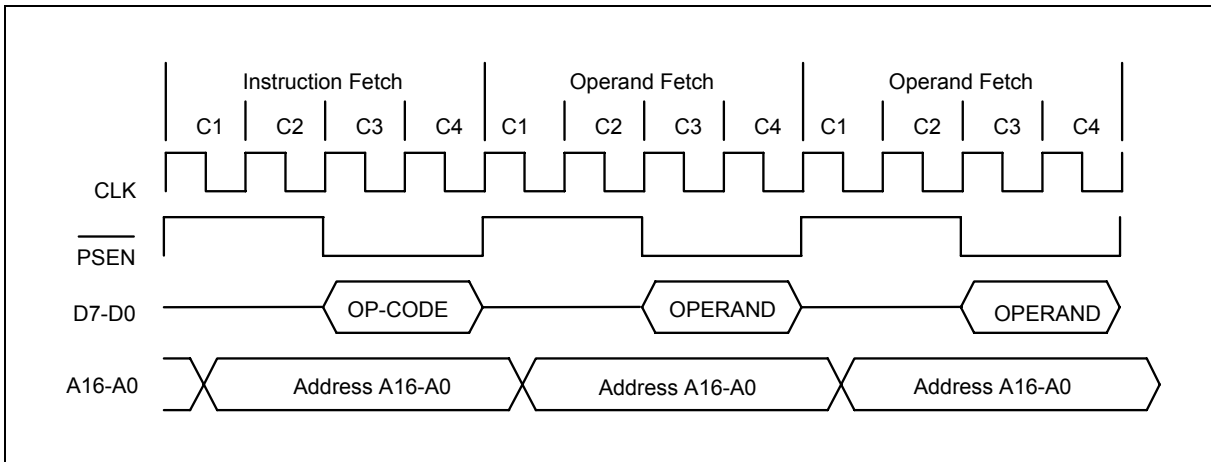 Instruction Fetch Operand Fetch Operand Fetch
C1 C2 C3 C4 C1 C2 C3 C4 C1 C2 C3 C4
CLK
PSEN
D7-D0 OP-CODE OPERAND OPERAND
A16-A0 Address A16-A0 Address A16-A0 Address A16-A0